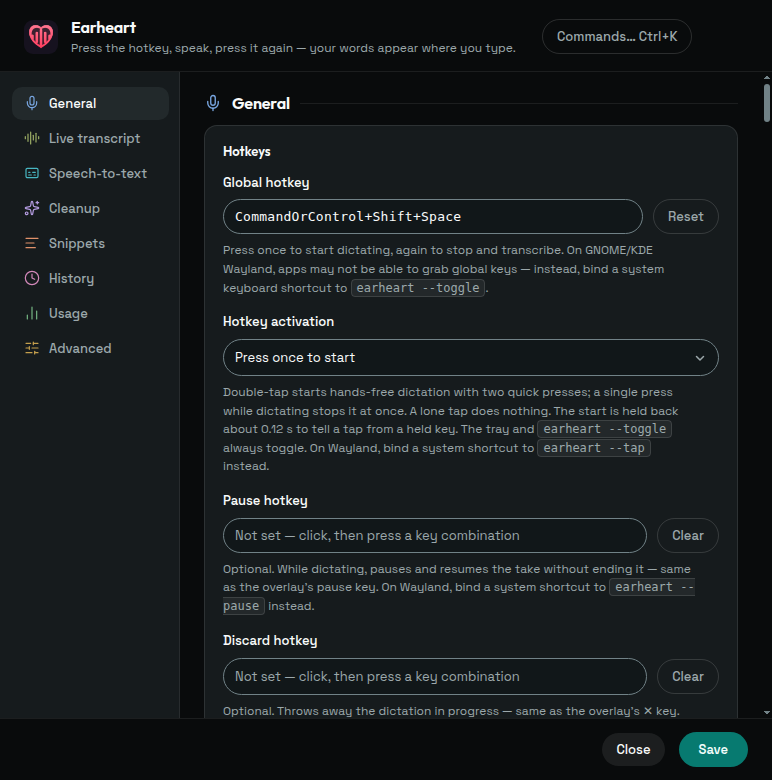 Earheart
Press the hotkey, speak, press it again — your words appear where you type.
Commands... Ctrl+K
General
Live transcript
Speech-to-text
Cleanup
Snippets
History
Usage
Advanced
General
Hotkeys
Global hotkey
CommandOrControl+Shift+Space
Reset
Press once to start dictating, again to stop and transcribe. On GNOME/KDE
Wayland, apps may not be able to grab global keys — instead, bind a system
keyboard shortcut to earheart --toggle.
Hotkey activation
Press once to start
Double-tap starts hands-free dictation with two quick presses; a single press
while dictating stops it at once. A lone tap does nothing. The start is held back
about 0.12 s to tell a tap from a held key. The tray and earheart --toggle
always toggle. On Wayland, bind a system shortcut to earheart --tap
instead.
Pause hotkey
Not set — click, then press a key combination
Clear
Optional. While dictating, pauses and resumes the take without ending it — same
as the overlay's pause key. On Wayland, bind a system shortcut to earheart --
pause instead.
Discard hotkey
Not set — click, then press a key combination
Clear
Optional. Throws away the dictation in progress — same as the overlay's ✕ key.
Close
Save